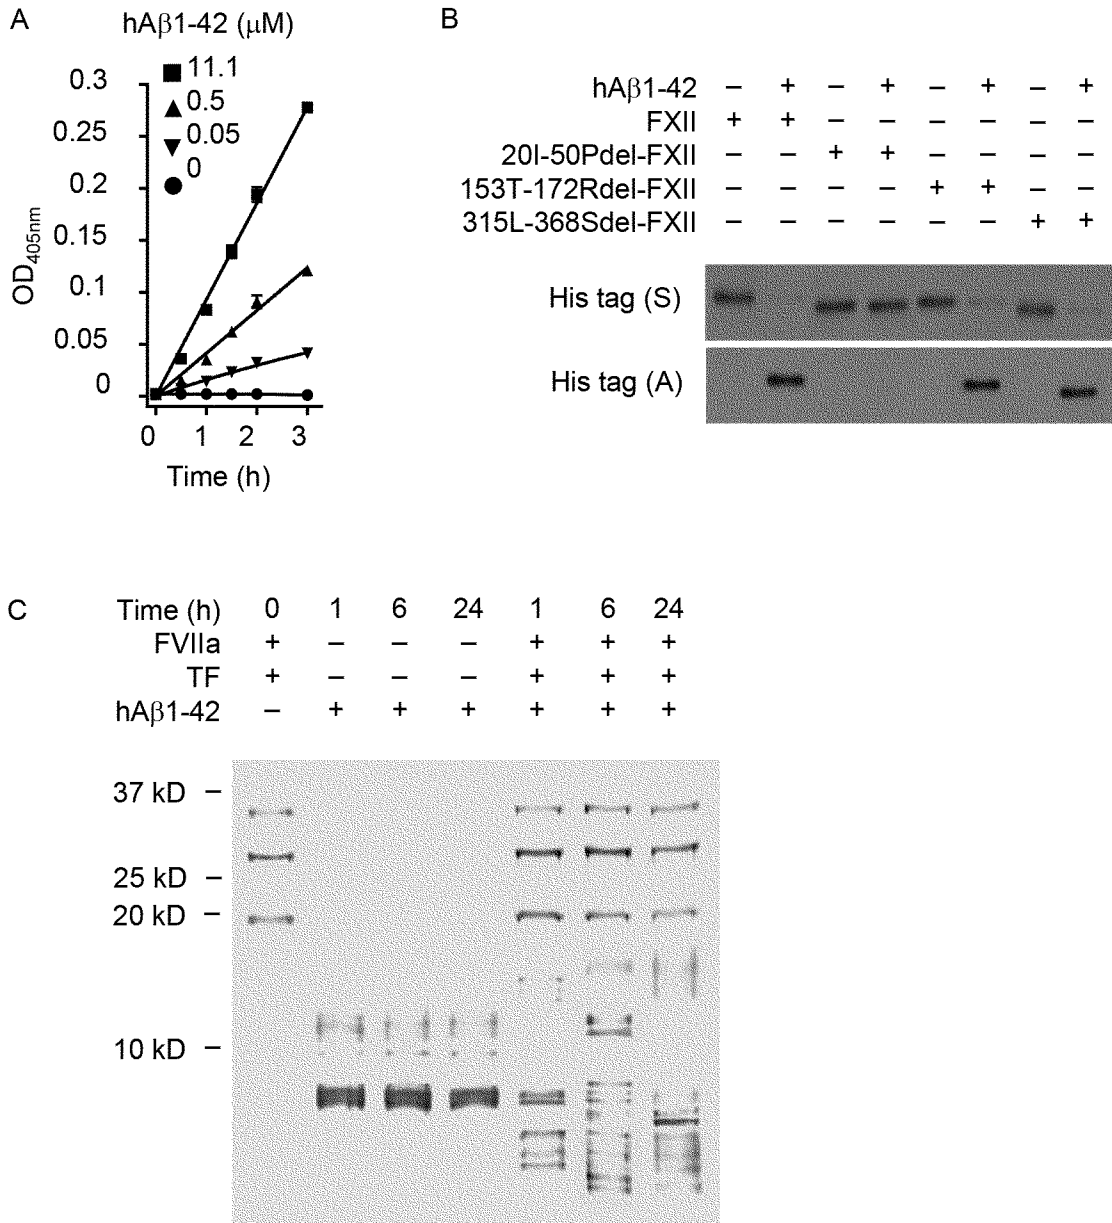 A
hAβ1-42 (μM)
11.1
0.5
0.05
0
0.3
0.25
0.2
0.15
0.1
0.05
0
OD405nm
0 1 2 3
Time (h)
B
hAβ1-42 – + – + – + – +
FXII + + – – – – – –
20I-50Pdel-FXII – – + + – – – –
153T-172Rdel-FXII – – – – + + – –
315L-368Sdel-FXII – – – – – – + +
His tag (S)
His tag (A)
C
Time (h) 0 1 6 24 1 6 24
FVIIa + – – – + + +
TF + – – – + + +
hAβ1-42 – + + + + + +
37 kD –
25 kD –
20 kD –
10 kD –